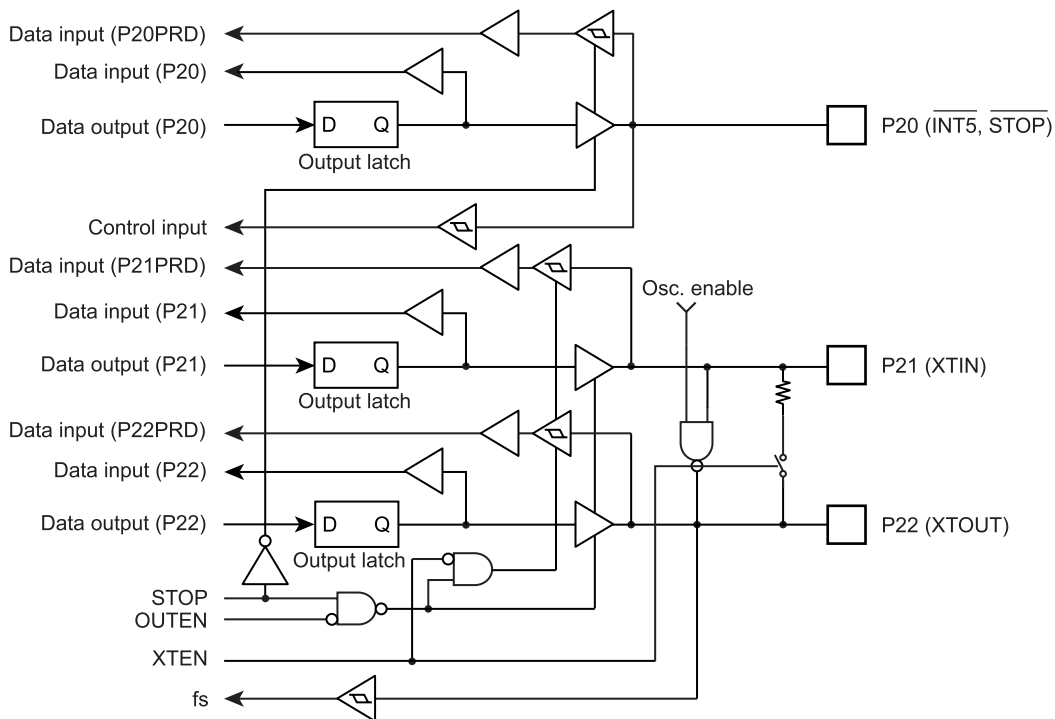 Data input (P20PRD)
Data input (P20)
Data output (P20)
D Q
Output latch
P20 (INT5, STOP)
Control input
Data input (P21PRD)
Osc. enable
Data input (P21)
Data output (P21)
D Q
Output latch
P21 (XTIN)
Data input (P22PRD)
Data input (P22)
Data output (P22)
D Q
Output latch
P22 (XTOUT)
STOP
OUTEN
XTEN
fs